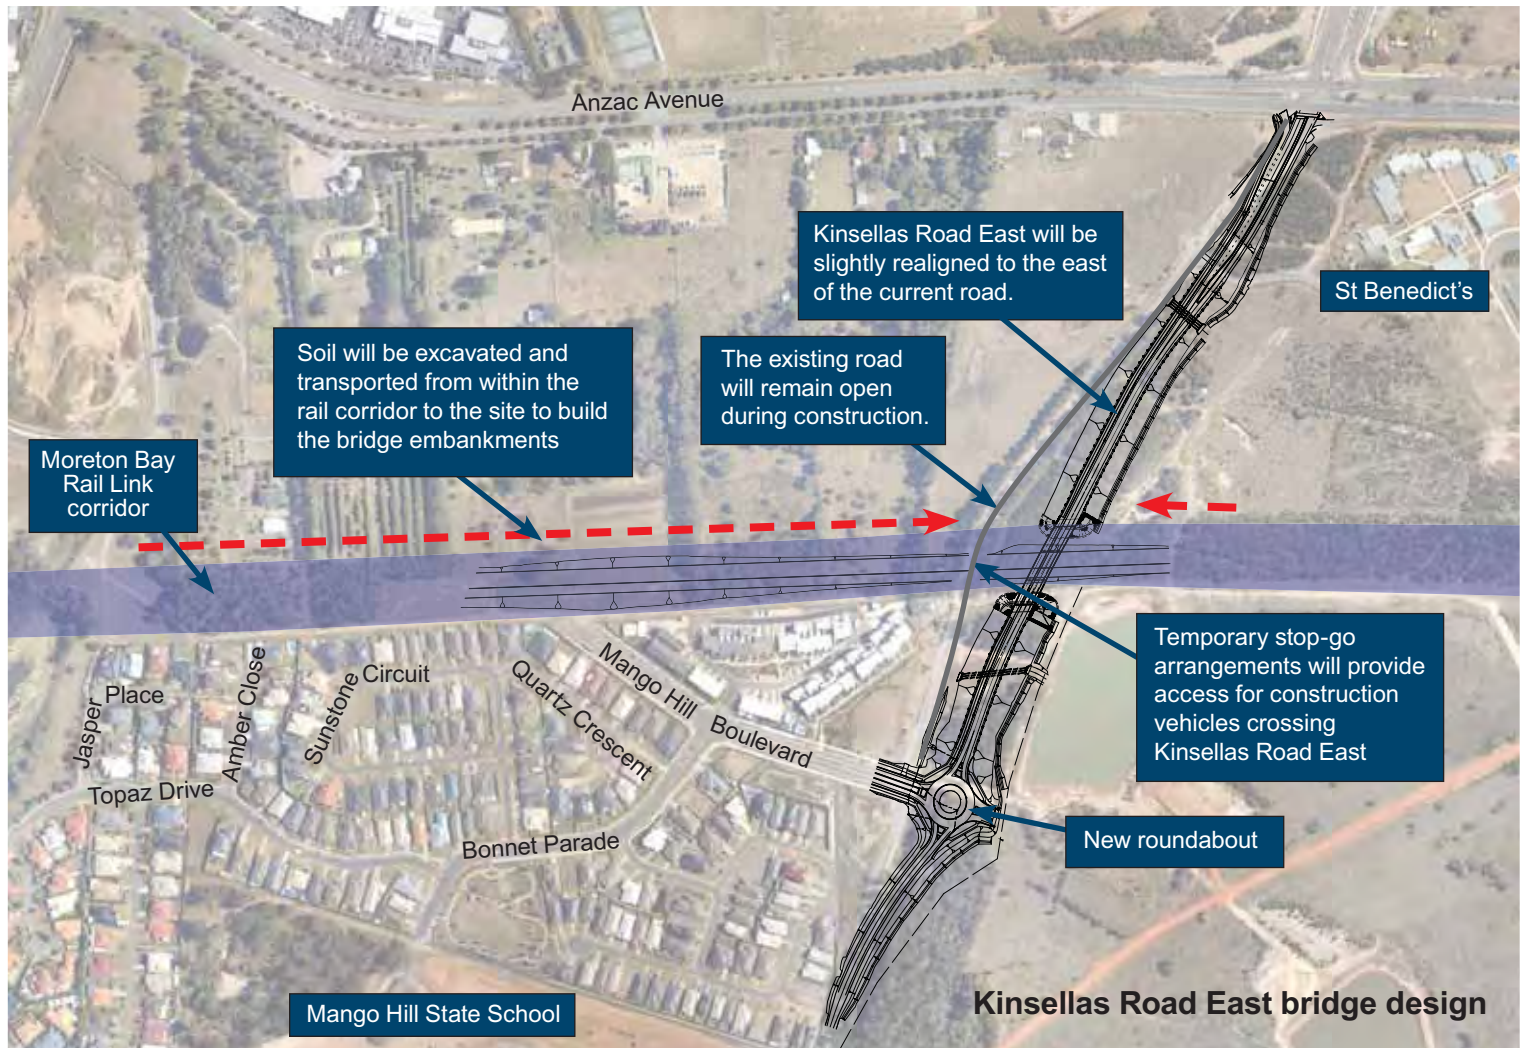 Anzac Avenue
Kinsellas Road East will be
slightly realigned to the east
of the current road.
St Benedict's
Soil will be excavated and
transported from within the
rail corridor to the site to build
the bridge embankments
The existing road
will remain open
during construction.
Moreton Bay
Rail Link
corridor
Temporary stop-go
arrangements will provide
access for construction
vehicles crossing
Kinsellas Road East
Jasper
Place
Amber Close
Sunstone
Circuit
Quartz Crescent
Mango Hill
Boulevard
Topaz Drive
Bonnet Parade
New roundabout
Mango Hill State School
Kinsellas Road East bridge design